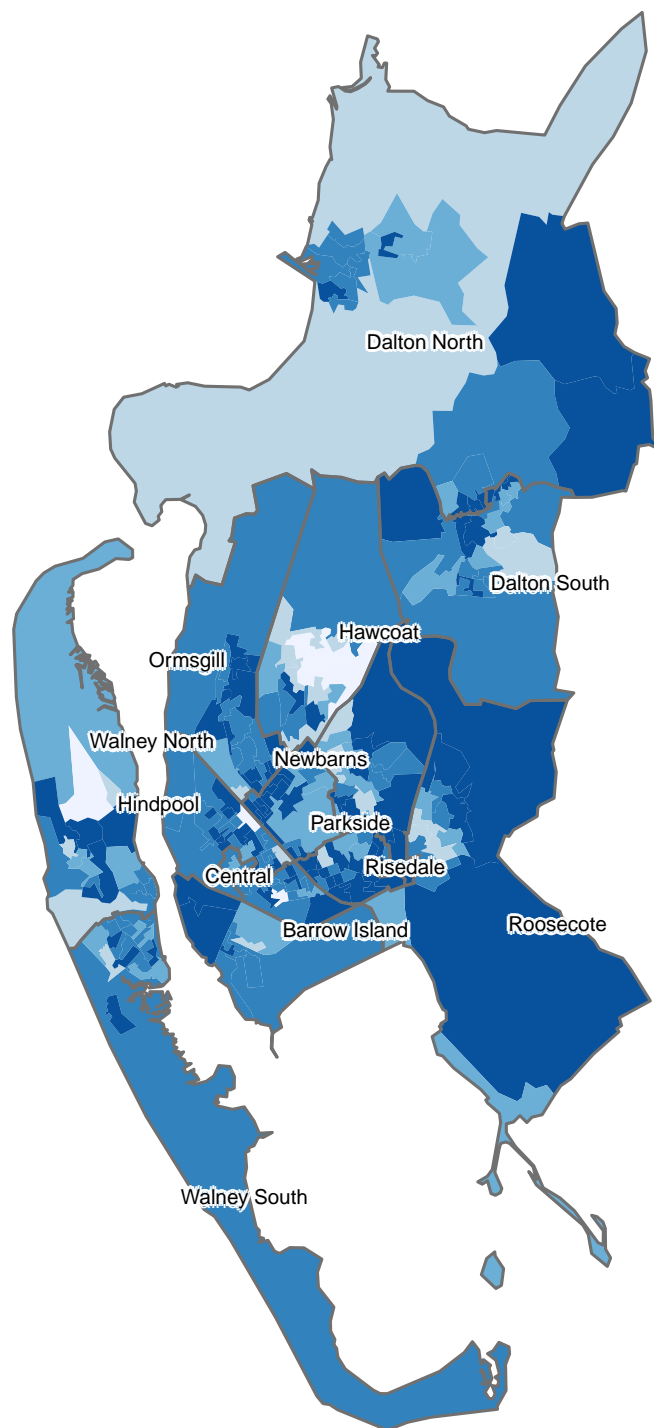 Dalton North
Dalton South
Hawcoat
Ormsgill
Walney North
Newbarns
Hindpool
Parkside
Central
Risedale
Roosecote
Barrow Island
Walney South